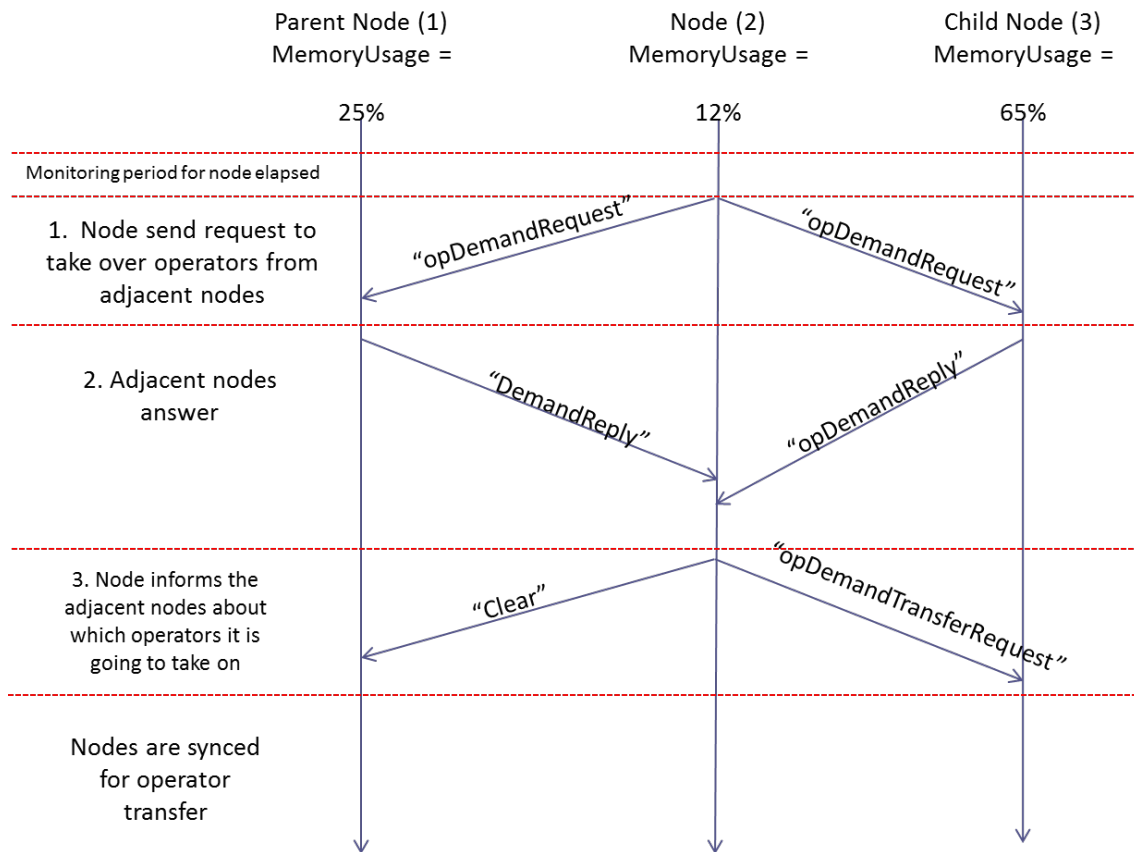 Parent Node (1)
MemoryUsage =
25%
Node (2)
MemoryUsage =
12%
Child Node (3)
MemoryUsage =
65%
Monitoring period for node elapsed
1. Node send request to
take over operators from
adjacent nodes
“opDemandRequest”
“opDemandRequest”
2. Adjacent nodes
answer
“DemandReply”
“opDemandReply”
3. Node informs the
adjacent nodes about
which operators it is
going to take on
“Clear”
“opDemandTransferRequest”
Nodes are synced
for operator
transfer